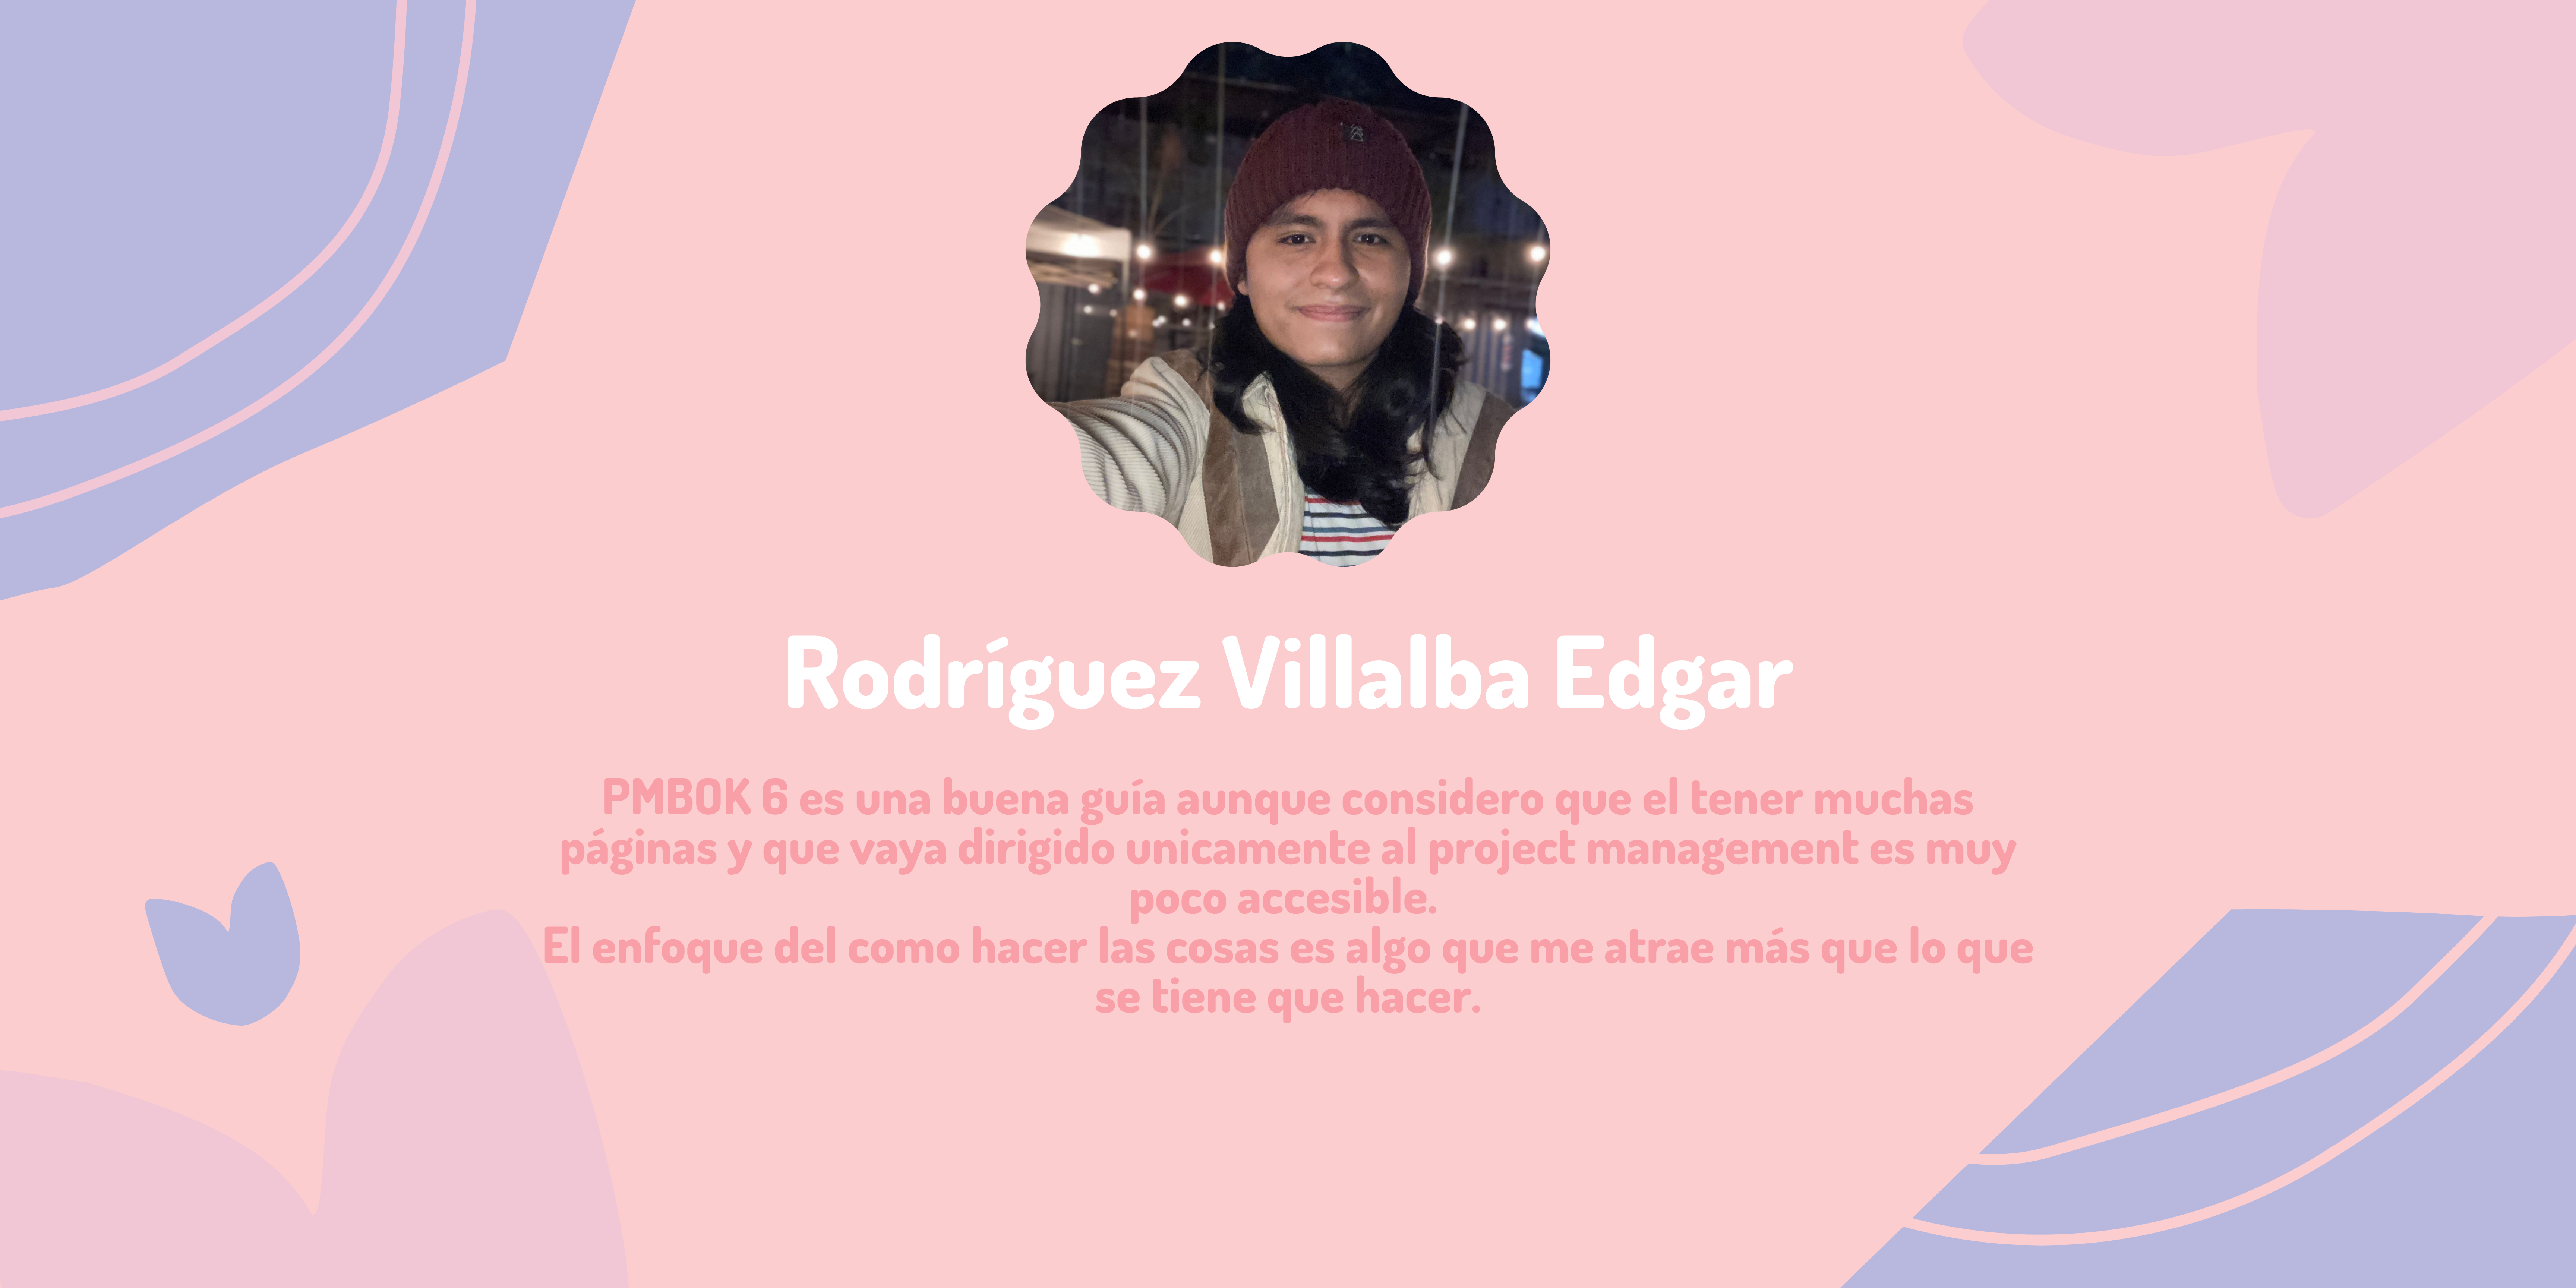 Rodríguez Villalba Edgar
PMBOK 6 es una buena guía aunque considero que el tener muchas
páginas y que vaya dirigido unicamente al project management es muy
poco accesible.
El enfoque del como hacer las cosas es algo que me atrae más que lo que
se tiene que hacer.